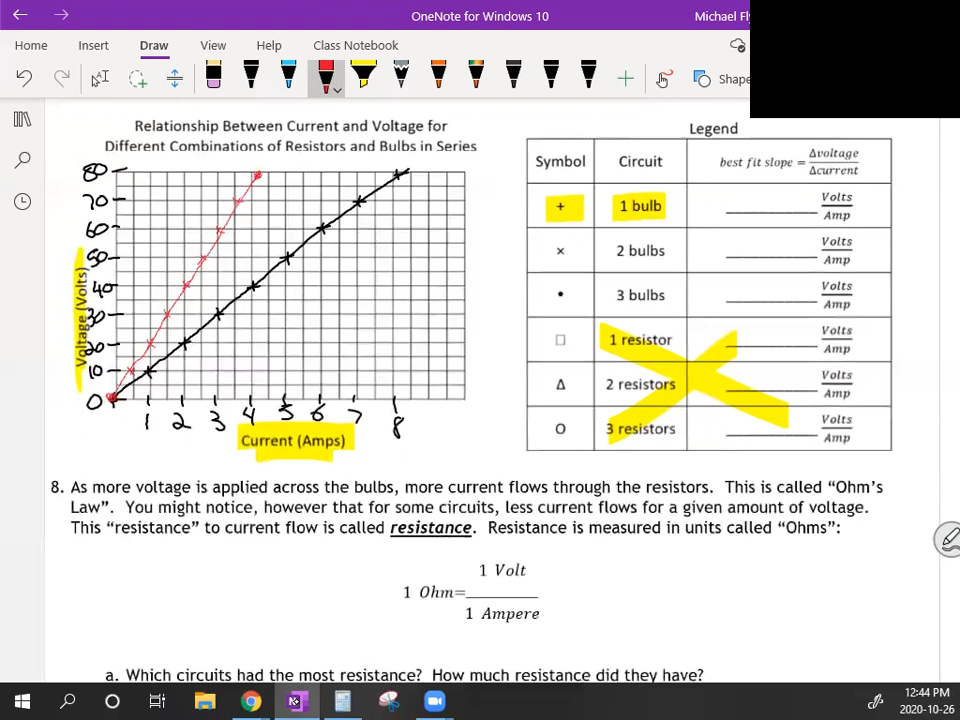 OneNote for Windows 10
Michael Fl
Home Insert Draw View Help Class Notebook
Shape
Relationship Between Current and Voltage for
Different Combinations of Resistors and Bulbs in Series
80
70
60
50
40
30
20
10
0
Voltage (Volts)
1 2 3 4 5 6 7 8
Current (Amps)
Legend
Symbol Circuit best fit slope = Δvoltage / Δcurrent
+ 1 bulb ____________ Volts / Amp
× 2 bulbs ____________ Volts / Amp
• 3 bulbs ____________ Volts / Amp
□ 1 resistor ____________ Volts / Amp
Δ 2 resistors ____________ Volts / Amp
O 3 resistors ____________ Volts / Amp
8. As more voltage is applied across the bulbs, more current flows through the resistors. This is called “Ohm’s
Law”. You might notice, however that for some circuits, less current flows for a given amount of voltage.
This “resistance” to current flow is called resistance. Resistance is measured in units called “Ohms”:
1 Volt
1 Ohm=________
1 Ampere
a. Which circuits had the most resistance? How much resistance did they have?
12:44 PM
2020-10-26